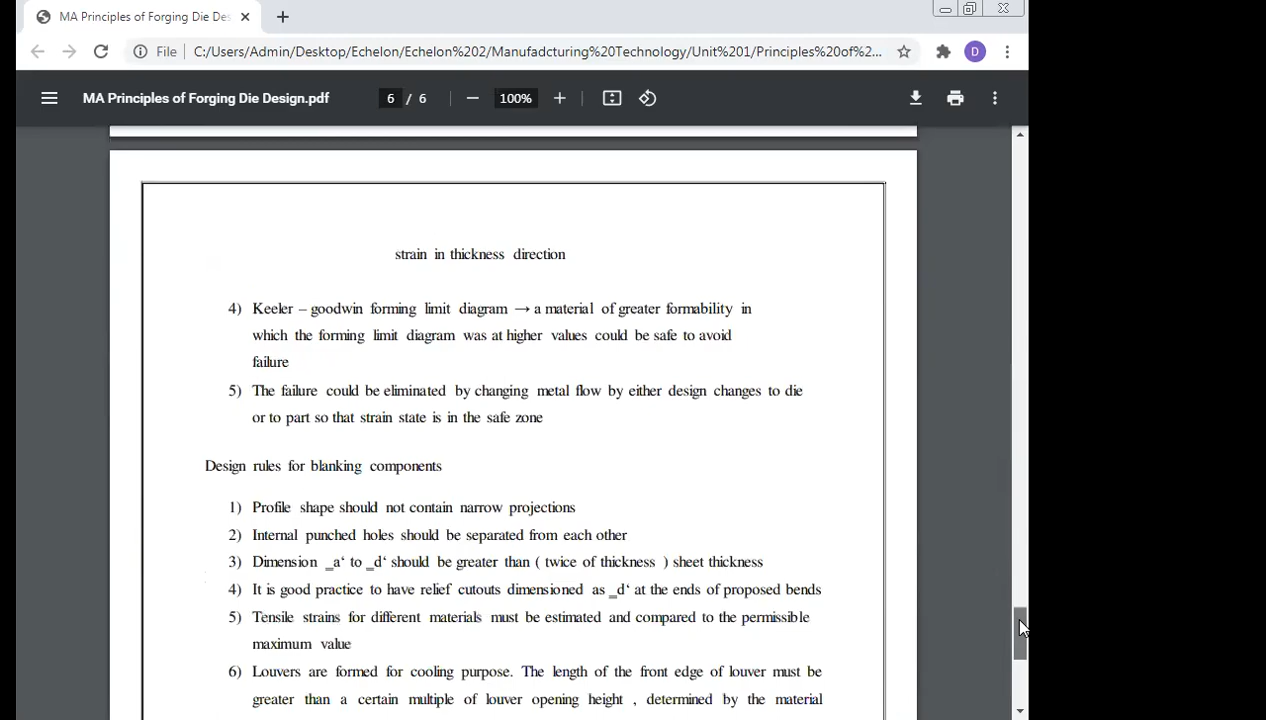 MA Principles of Forging Die Des
File C:/Users/Admin/Desktop/Echelon/Echelon%202/Manufadcturing%20Technology/Unit%201/Principles%20of%2... D
MA Principles of Forging Die Design.pdf 6 / 6 100%
strain in thickness direction
4) Keeler – goodwin forming limit diagram → a material of greater formability in
which the forming limit diagram was at higher values could be safe to avoid
failure
5) The failure could be eliminated by changing metal flow by either design changes to die
or to part so that strain state is in the safe zone
Design rules for blanking components
1) Profile shape should not contain narrow projections
2) Internal punched holes should be separated from each other
3) Dimension ‗a‘ to ‗d‘ should be greater than ( twice of thickness ) sheet thickness
4) It is good practice to have relief cutouts dimensioned as ‗d‘ at the ends of proposed bends
5) Tensile strains for different materials must be estimated and compared to the permissible
maximum value
6) Louvers are formed for cooling purpose. The length of the front edge of louver must be
greater than a certain multiple of louver opening height , determined by the material